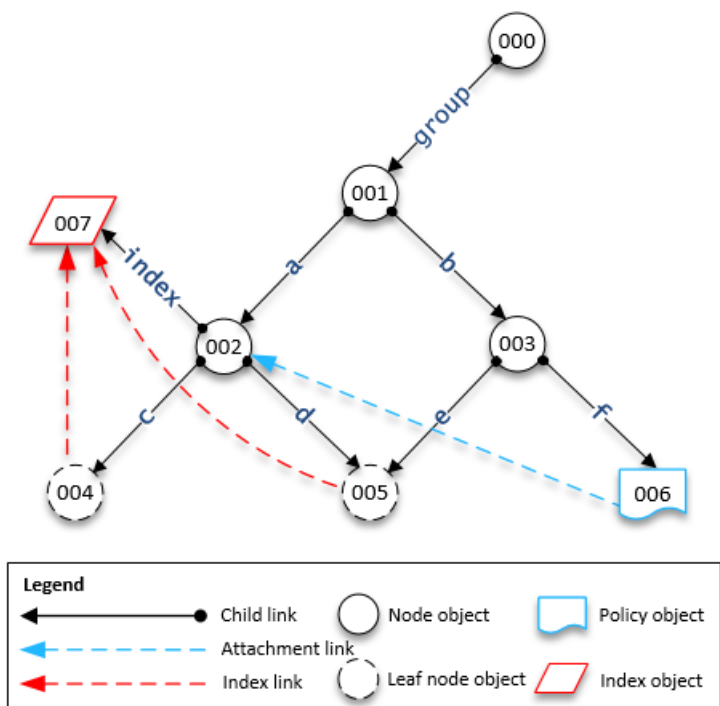 000
group
001
007
index
a
b
002
003
c
d
e
f
004
005
006
Legend
Child link
Node object
Policy object
Attachment link
Index link
Leaf node object
Index object